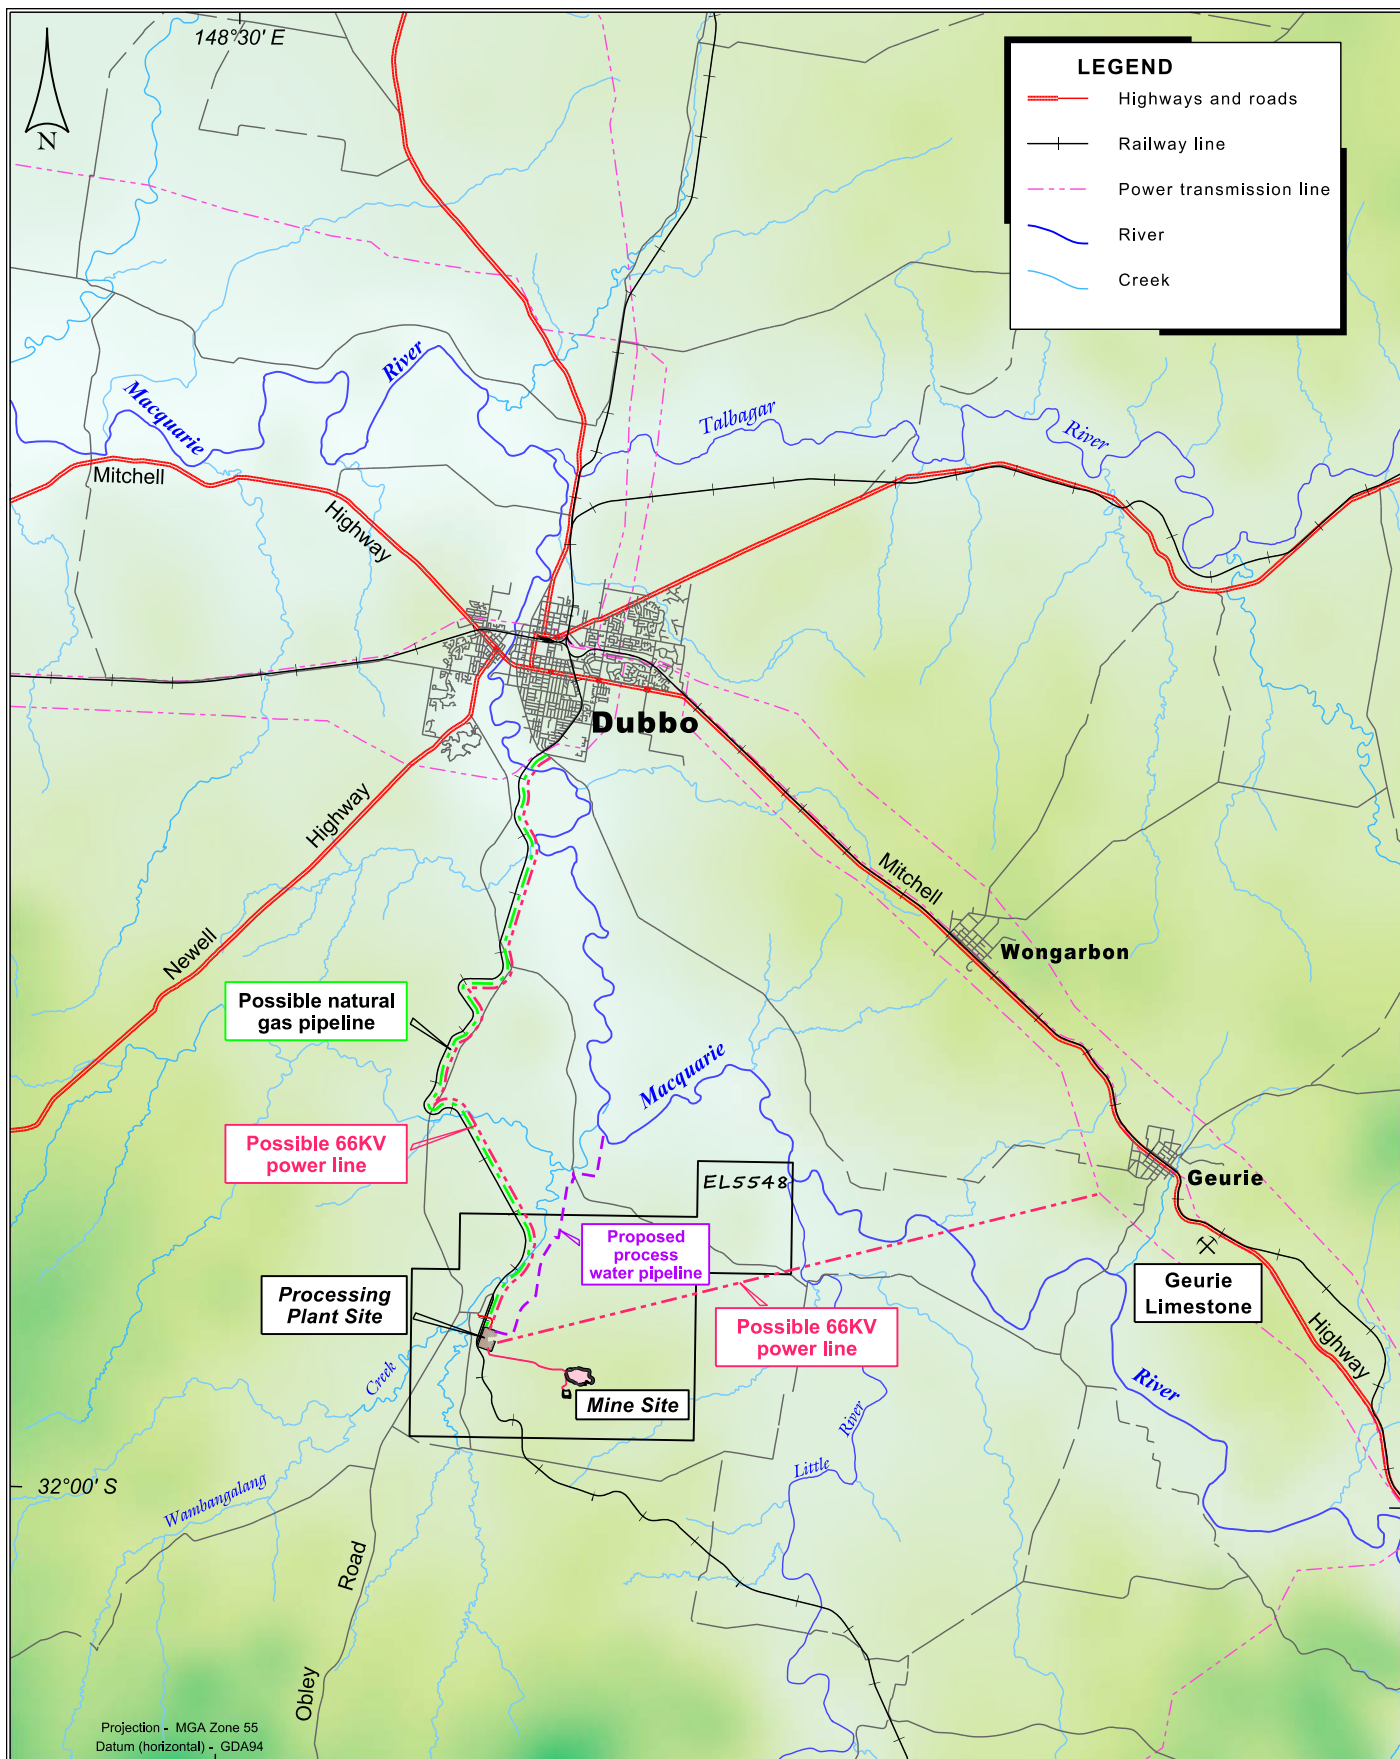 148°30' E
N
LEGEND
Highways and roads
Railway line
Power transmission line
River
Creek
Macquarie
River
Talbagar
River
Mitchell
Highway
Dubbo
Highway
Newell
Mitchell
Wongarbon
Possible natural
gas pipeline
Macquarie
Possible 66KV
power line
EL5548
Geurie
Proposed
process
water pipeline
Processing
Plant Site
Geurie
Limestone
Possible 66KV
power line
Highway
Creek
Mine Site
River
River
Little
32°00' S
Wambangalang
Road
Obley
Projection - MGA Zone 55
Datum (horizontal) - GDA94